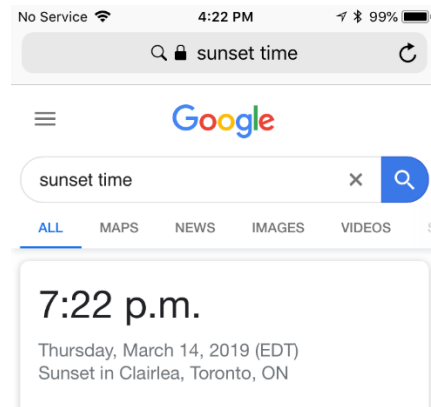 No Service 4:22 PM 99%
sunset time
Google
sunset time
ALL MAPS NEWS IMAGES VIDEOS
7:22 p.m.
Thursday, March 14, 2019 (EDT)
Sunset in Clairlea, Toronto, ON